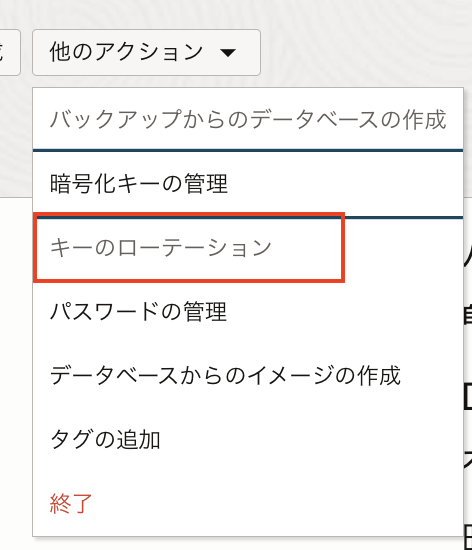 他のアクション
バックアップからのデータベースの作成
暗号化キーの管理
キーのローテーション
パスワードの管理
データベースからのイメージの作成
タグの追加
終了